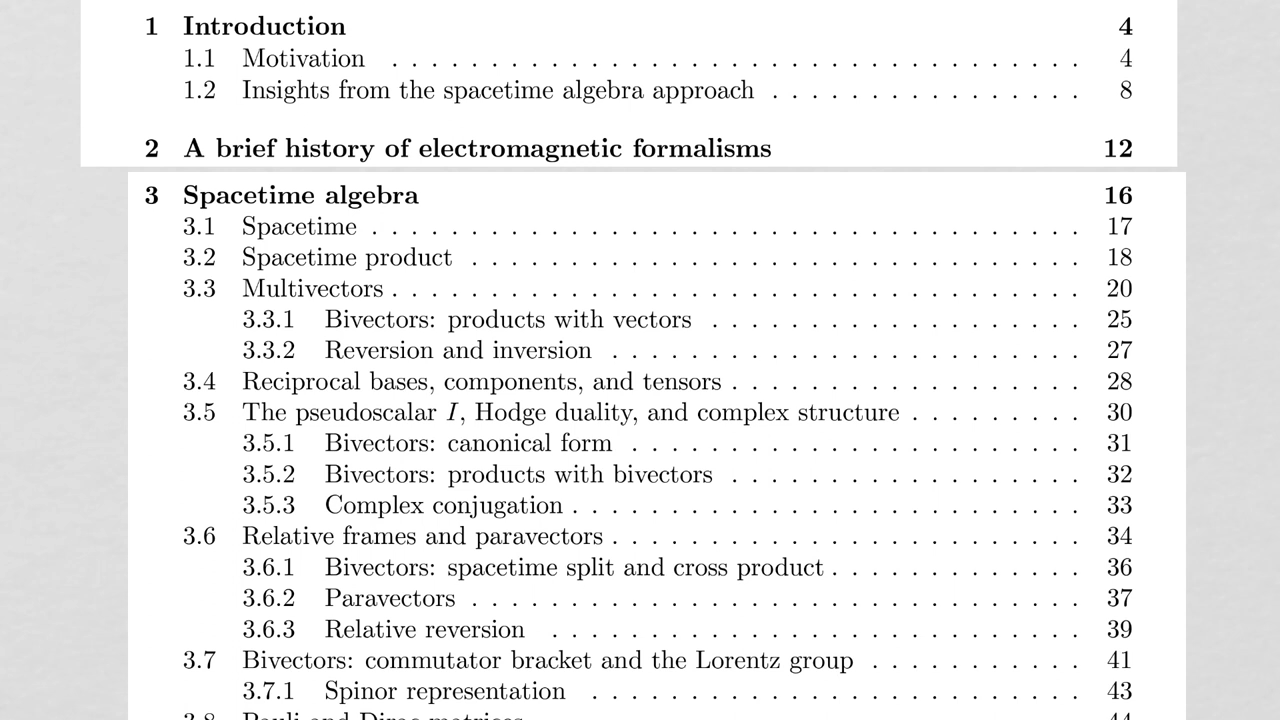 1 Introduction 4
1.1 Motivation . . . . . . . . . . . . . . . . . . . . . . . . . . . . . . . . . . . 4
1.2 Insights from the spacetime algebra approach . . . . . . . . . . . . . . . . 8
2 A brief history of electromagnetic formalisms 12
3 Spacetime algebra 16
3.1 Spacetime . . . . . . . . . . . . . . . . . . . . . . . . . . . . . . . . . . . . 17
3.2 Spacetime product . . . . . . . . . . . . . . . . . . . . . . . . . . . . . . . 18
3.3 Multivectors . . . . . . . . . . . . . . . . . . . . . . . . . . . . . . . . . . . 20
3.3.1 Bivectors: products with vectors . . . . . . . . . . . . . . . . . . . 25
3.3.2 Reversion and inversion . . . . . . . . . . . . . . . . . . . . . . . . 27
3.4 Reciprocal bases, components, and tensors . . . . . . . . . . . . . . . . . . 28
3.5 The pseudoscalar I, Hodge duality, and complex structure . . . . . . . . . 30
3.5.1 Bivectors: canonical form . . . . . . . . . . . . . . . . . . . . . . . 31
3.5.2 Bivectors: products with bivectors . . . . . . . . . . . . . . . . . . 32
3.5.3 Complex conjugation . . . . . . . . . . . . . . . . . . . . . . . . . . 33
3.6 Relative frames and paravectors . . . . . . . . . . . . . . . . . . . . . . . . 34
3.6.1 Bivectors: spacetime split and cross product . . . . . . . . . . . . . 36
3.6.2 Paravectors . . . . . . . . . . . . . . . . . . . . . . . . . . . . . . . 37
3.6.3 Relative reversion . . . . . . . . . . . . . . . . . . . . . . . . . . . 39
3.7 Bivectors: commutator bracket and the Lorentz group . . . . . . . . . . . 41
3.7.1 Spinor representation . . . . . . . . . . . . . . . . . . . . . . . . . 43